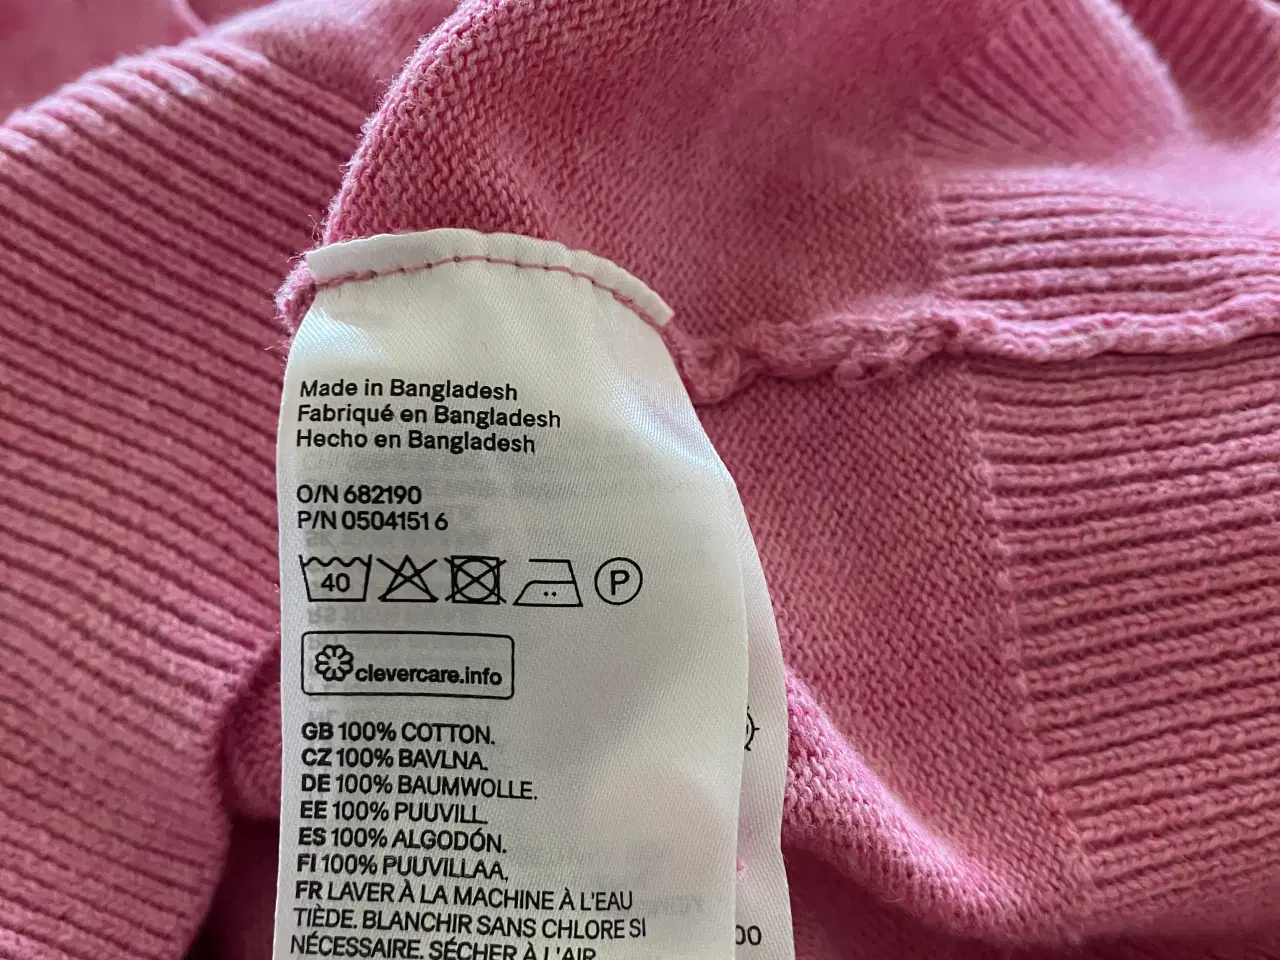 Made in Bangladesh
Fabriqué en Bangladesh
Hecho en Bangladesh
O/N 682190
P/N 0504151 6
40
P
clevercare.info
GB 100% COTTON.
CZ 100% BAVLNA.
DE 100% BAUMWOLLE.
EE 100% PUUVILL.
ES 100% ALGODÓN.
FI 100% PUUVILLAA.
FR LAVER À LA MACHINE À L'EAU
TIÈDE. BLANCHIR SANS CHLORE SI
NÉCESSAIRE. SÉCHER À L'AIR